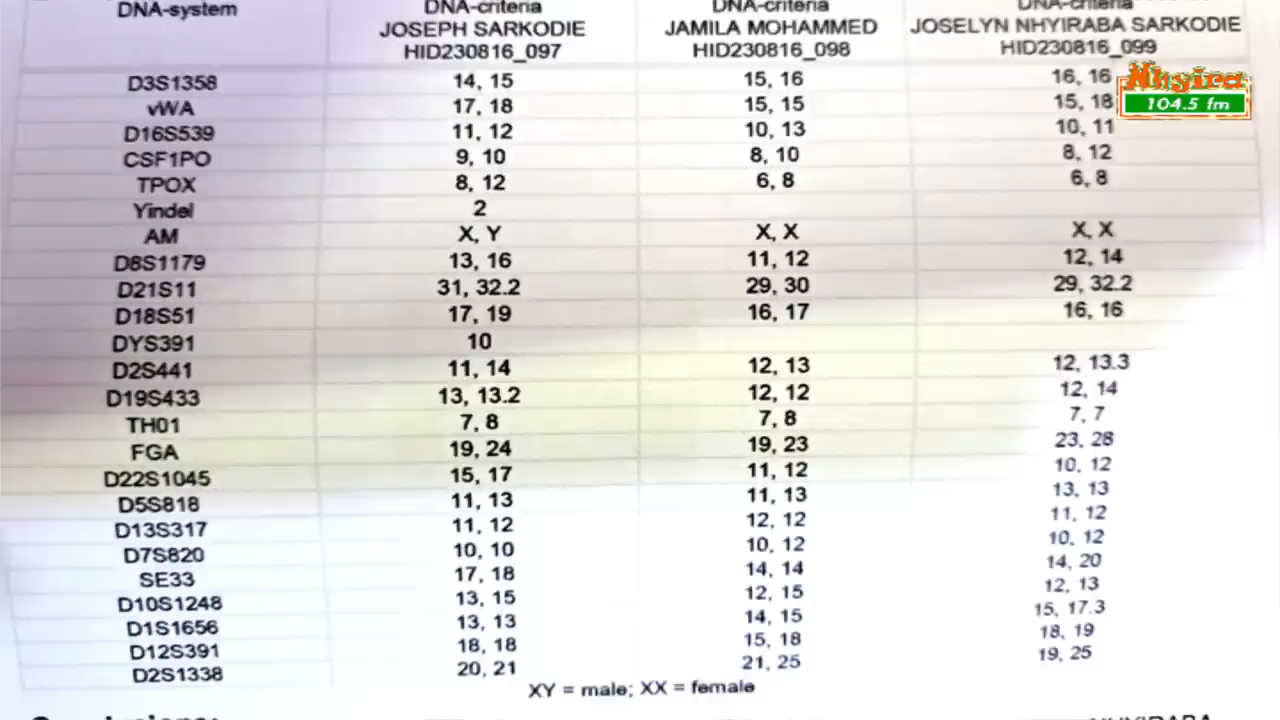 DNA-system DNA-criteria DNA-criteria DNA-criteria
JOSEPH SARKODIE JAMILA MOHAMMED JOSELYN NHYIRABA SARKODIE
HID230816_097 HID230816_098 HID230816_099
D3S1358 14, 15 15, 16 16, 16
vWA 17, 18 15, 15 15, 18
D16S539 11, 12 10, 13 10, 11
CSF1PO 9, 10 8, 10 8, 12
TPOX 8, 12 6, 8 6, 8
Yindel 2
AM X, Y X, X X, X
D8S1179 13, 16 11, 12 12, 14
D21S11 31, 32.2 29, 30 29, 32.2
D18S51 17, 19 16, 17 16, 16
DYS391 10
D2S441 11, 14 12, 13 12, 13.3
D19S433 13, 13.2 12, 12 12, 14
TH01 7, 8 7, 8 7, 7
FGA 19, 24 19, 23 23, 28
D22S1045 15, 17 11, 12 10, 12
D5S818 11, 13 11, 13 13, 13
D13S317 11, 12 12, 12 11, 12
D7S820 10, 10 10, 12 10, 12
SE33 17, 18 14, 14 14, 20
D10S1248 13, 15 12, 15 12, 13
D1S1656 13, 13 14, 15 15, 17.3
D12S391 18, 18 15, 18 18, 19
D2S1338 20, 21 21, 25 19, 25
XY = male; XX = female
Nhyira
104.5 fm